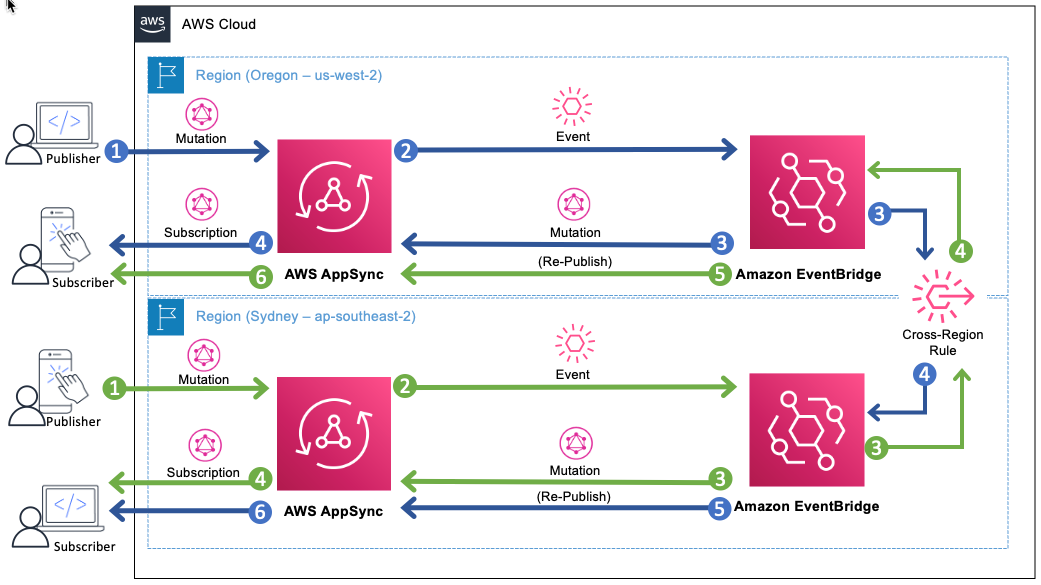 aws
AWS Cloud
Region (Oregon – us-west-2)
</>
Publisher
1
Mutation
2
Event
Subscription
4
Mutation
3
3
4
(Re-Publish)
Subscriber
6
AWS AppSync
5
Amazon EventBridge
Region (Sydney – ap-southeast-2)
Cross-Region
Rule
Mutation
1
2
Event
4
Publisher
Subscription
4
Mutation
3
3
(Re-Publish)
</>
6
AWS AppSync
5
Amazon EventBridge
Subscriber